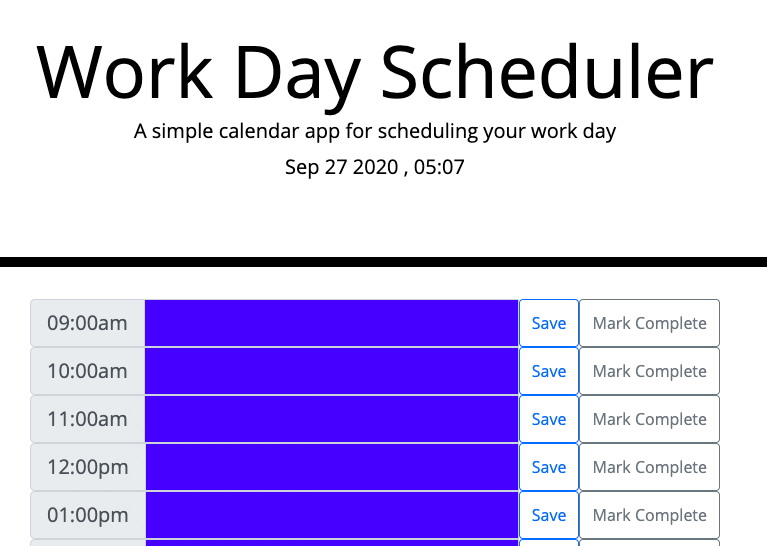 Work Day Scheduler
A simple calendar app for scheduling your work day
Sep 27 2020 , 05:07
09:00am Save Mark Complete
10:00am Save Mark Complete
11:00am Save Mark Complete
12:00pm Save Mark Complete
01:00pm Save Mark Complete